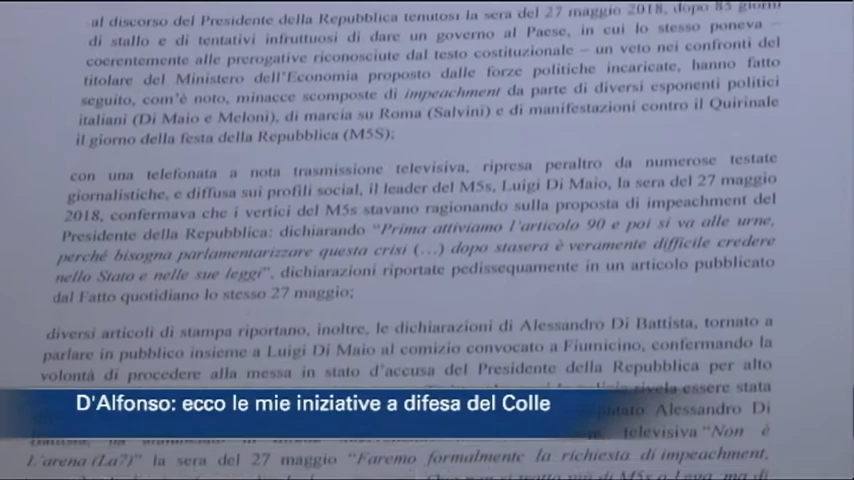 al discorso del Presidente della Repubblica tenutosi la sera del 27 maggio 2018, dopo 85 giorni
di stallo e di tentativi infruttuosi di dare un governo al Paese, in cui lo stesso poneva –
coerentemente alle prerogative riconosciute dal testo costituzionale – un veto nei confronti del
titolare del Ministero dell'Economia proposto dalle forze politiche incaricate, hanno fatto
seguito, com'è noto, minacce scomposte di impeachment da parte di diversi esponenti politici
italiani (Di Maio e Meloni), di marcia su Roma (Salvini) e di manifestazioni contro il Quirinale
il giorno della festa della Repubblica (M5S);
con una telefonata a nota trasmissione televisiva, ripresa peraltro da numerose testate
giornalistiche, e diffusa sui profili social, il leader del M5s, Luigi Di Maio, la sera del 27 maggio
2018, confermava che i vertici del M5s stavano ragionando sulla proposta di impeachment del
Presidente della Repubblica: dichiarando "Prima attiviamo l'articolo 90 e poi si va alle urne,
perché bisogna parlamentarizzare questa crisi (…) dopo stasera è veramente difficile credere
nello Stato e nelle sue leggi", dichiarazioni riportate pedissequamente in un articolo pubblicato
dal Fatto quotidiano lo stesso 27 maggio;
diversi articoli di stampa riportano, inoltre, le dichiarazioni di Alessandro Di Battista, tornato a
parlare in pubblico insieme a Luigi Di Maio al comizio convocato a Fiumicino, confermando la
volontà di procedere alla messa in stato d'accusa del Presidente della Repubblica per alto
rivela essere stata
D'Alfonso: ecco le mie iniziative a difesa del Colle
Alessandro Di
televisiva "Non è
L'arena (La7)" la sera del 27 maggio "Faremo formalmente la richiesta di impeachment,